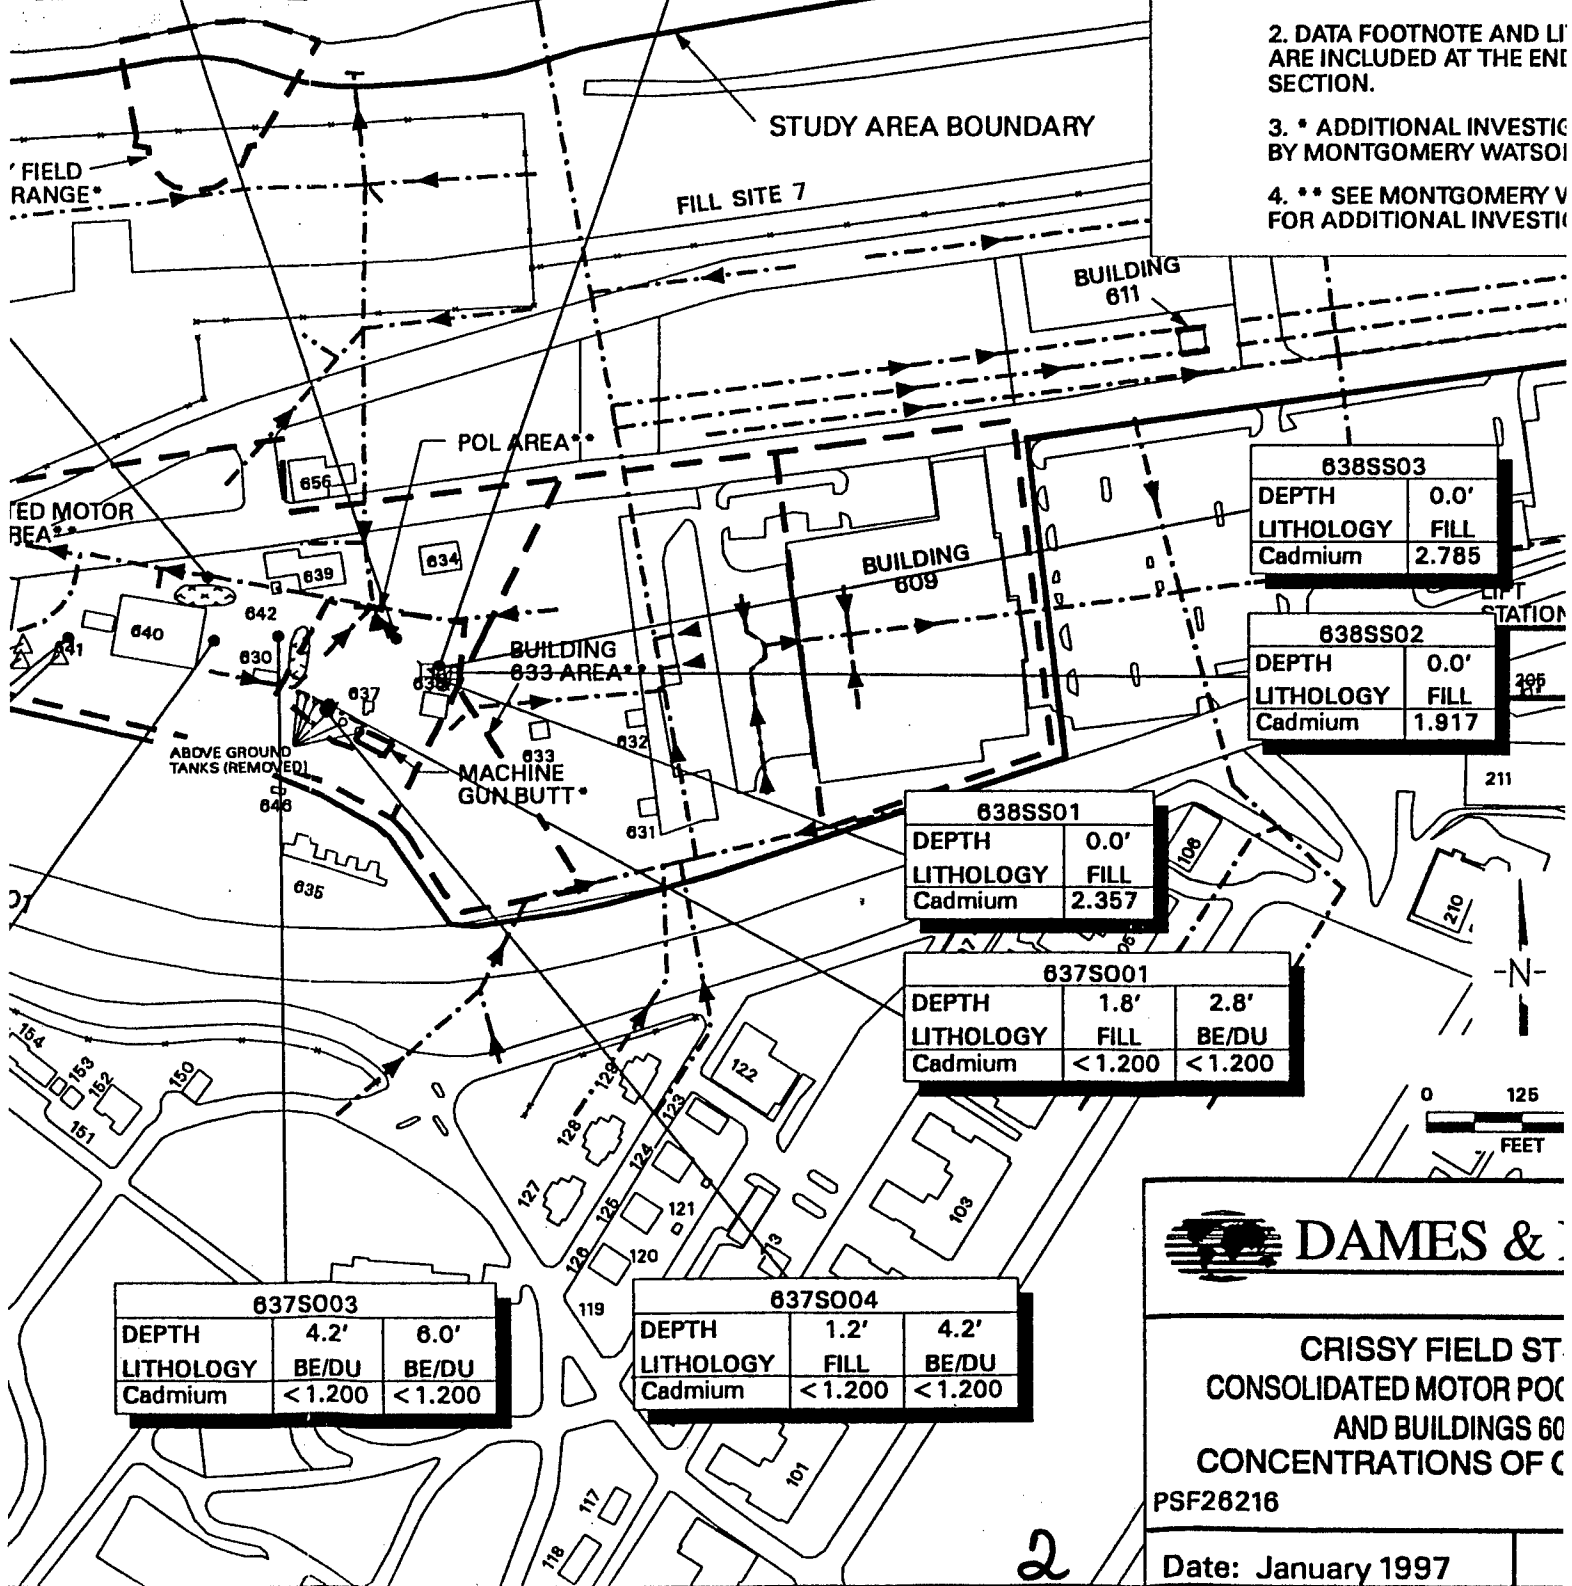 2. DATA FOOTNOTE AND LI
ARE INCLUDED AT THE END
SECTION.
3. * ADDITIONAL INVESTIG
BY MONTGOMERY WATSO
4. ** SEE MONTGOMERY W
FOR ADDITIONAL INVESTI
STUDY AREA BOUNDARY
FIELD
RANGE*
FILL SITE 7
BUILDING
611
POL AREA**
656
TED MOTOR
REA**
634
639
642
640
641
630
BUILDING
609
BUILDING
633 AREA**
637
638
632
633
ABOVE GROUND
TANKS (REMOVED)
MACHINE
GUN BUTT*
646
631
635
638SS03
DEPTH 0.0'
LITHOLOGY FILL
Cadmium 2.785
LIFT
STATION
638SS02
DEPTH 0.0'
LITHOLOGY FILL
Cadmium 1.917
205
211
638SS01
DEPTH 0.0'
LITHOLOGY FILL
Cadmium 2.357
106
210
637SO01
DEPTH 1.8' 2.8'
LITHOLOGY FILL BE/DU
Cadmium <1.200 <1.200
-N-
154
153
152
150
151
129
122
123
128
124
127
125
121
126
120
119
113
103
0 125
FEET
637SO03
DEPTH 4.2' 6.0'
LITHOLOGY BE/DU BE/DU
Cadmium <1.200 <1.200
637SO04
DEPTH 1.2' 4.2'
LITHOLOGY FILL BE/DU
Cadmium <1.200 <1.200
101
117
118
2
DAMES &
CRISSY FIELD ST
CONSOLIDATED MOTOR POO
AND BUILDINGS 60
CONCENTRATIONS OF C
PSF26216
Date: January 1997